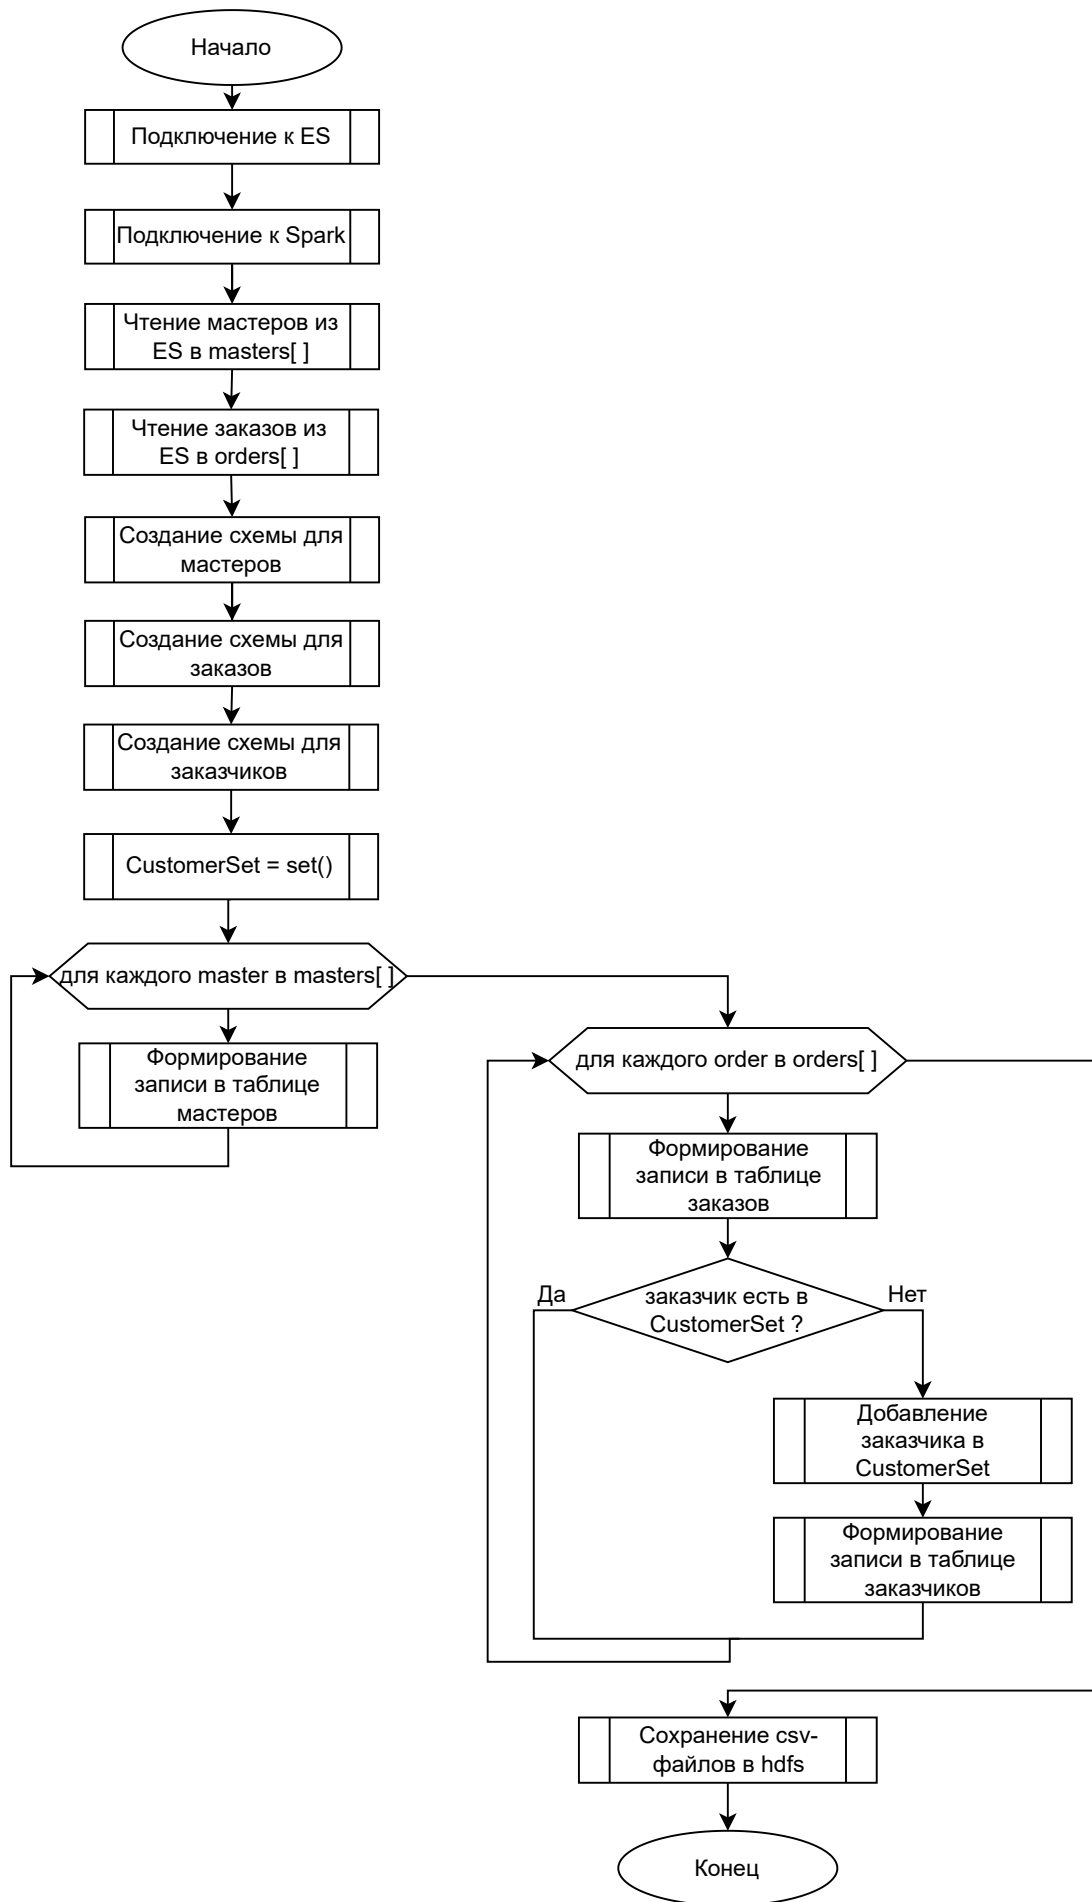 Начало
Подключение к ES
Подключение к Spark
Чтение мастеров из
ES в masters[ ]
Чтение заказов из
ES в orders[ ]
Создание схемы для
мастеров
Создание схемы для
заказов
Создание схемы для
заказчиков
CustomerSet = set()
для каждого master в masters[ ]
Формирование
записи в таблице
мастеров
для каждого order в orders[ ]
Формирование
записи в таблице
заказов
Да
заказчик есть в
CustomerSet ?
Нет
Добавление
заказчика в
CustomerSet
Формирование
записи в таблице
заказчиков
Сохранение csv-
файлов в hdfs
Конец